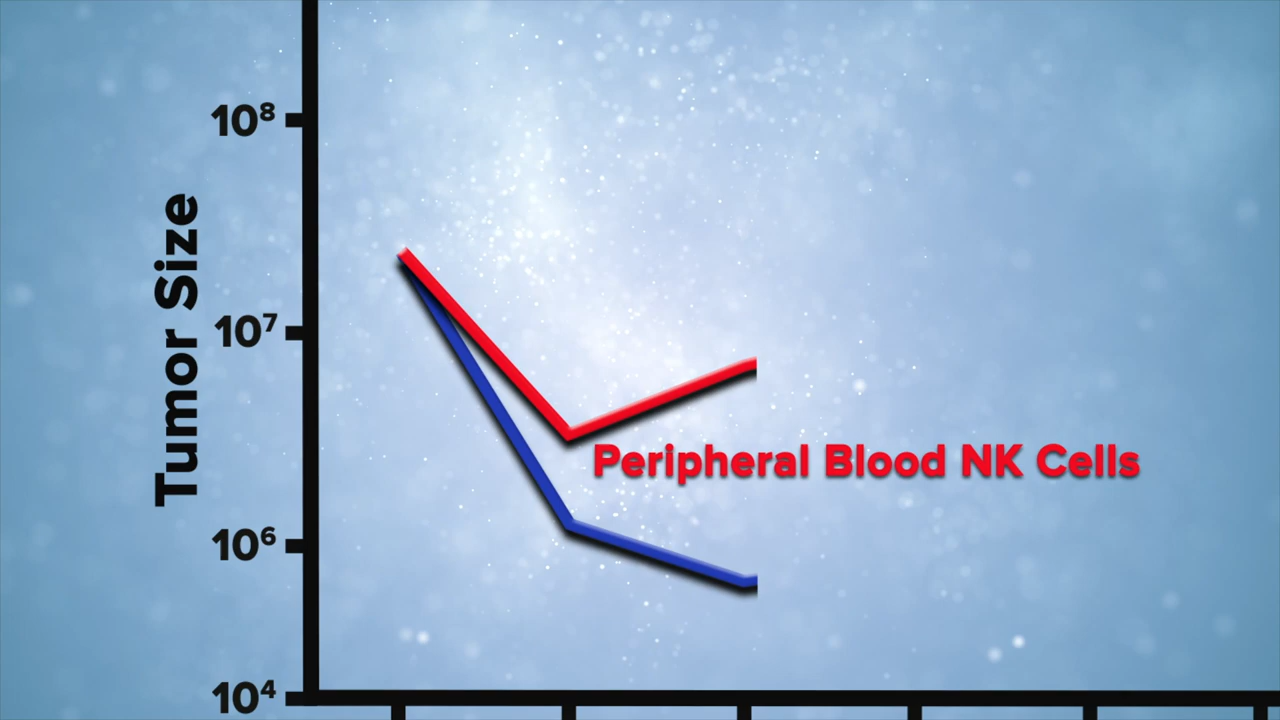 10⁸
Tumor Size
10⁷
Peripheral Blood NK Cells
10⁶
10⁴